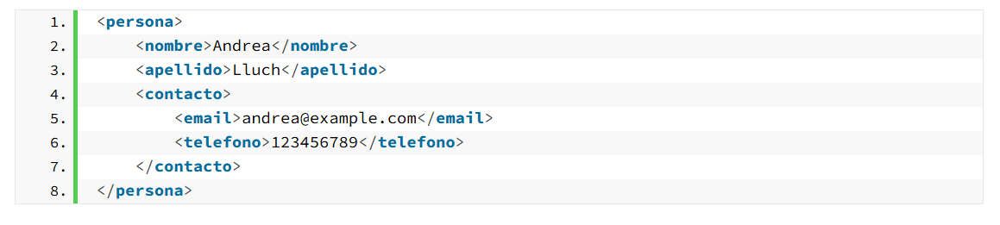 1. <persona>
2.     <nombre>Andrea</nombre>
3.     <apellido>Lluch</apellido>
4.     <contacto>
5.         <email>andrea@example.com</email>
6.         <telefono>123456789</telefono>
7.     </contacto>
8. </persona>